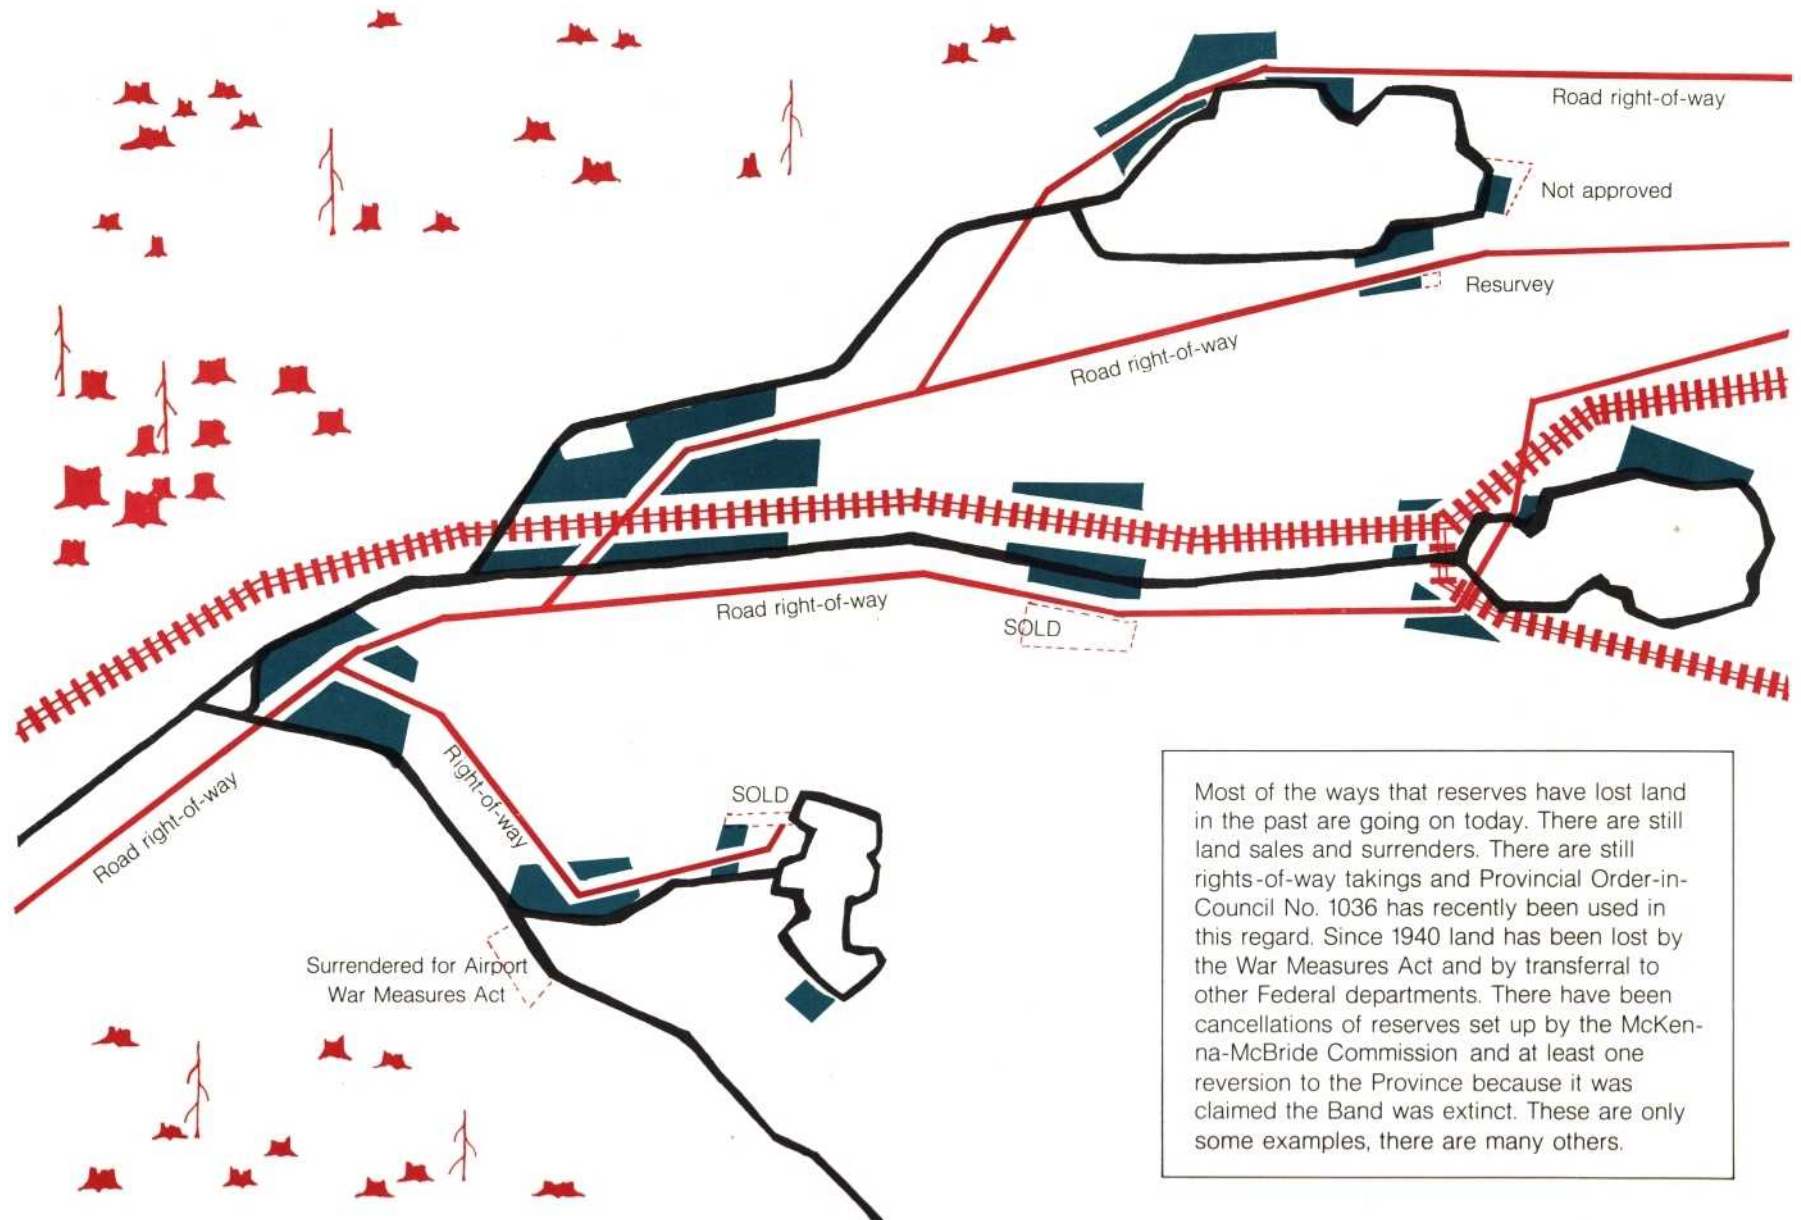 Road right-of-way
Not approved
Resurvey
Road right-of-way
Road right-of-way
SOLD
Road right-of-way
Right-of-way
SOLD
Surrendered for Airport
War Measures Act
Most of the ways that reserves have lost land
in the past are going on today. There are still
land sales and surrenders. There are still
rights-of-way takings and Provincial Order-in-
Council No. 1036 has recently been used in
this regard. Since 1940 land has been lost by
the War Measures Act and by transferral to
other Federal departments. There have been
cancellations of reserves set up by the McKen-
na-McBride Commission and at least one
reversion to the Province because it was
claimed the Band was extinct. These are only
some examples, there are many others.